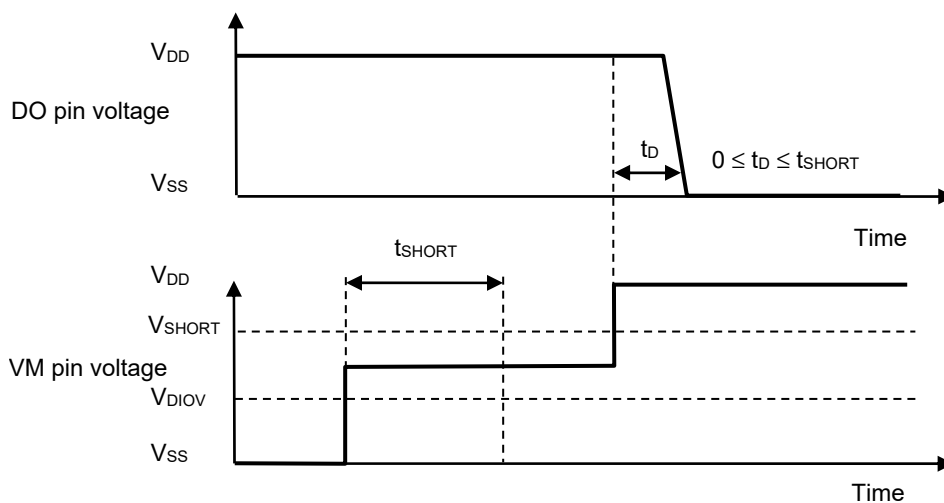 VDD
DO pin voltage
tD
0 ≤ tD ≤ tSHORT
VSS
Time
tSHORT
VDD
VSHORT
VM pin voltage
VDIOV
VSS
Time